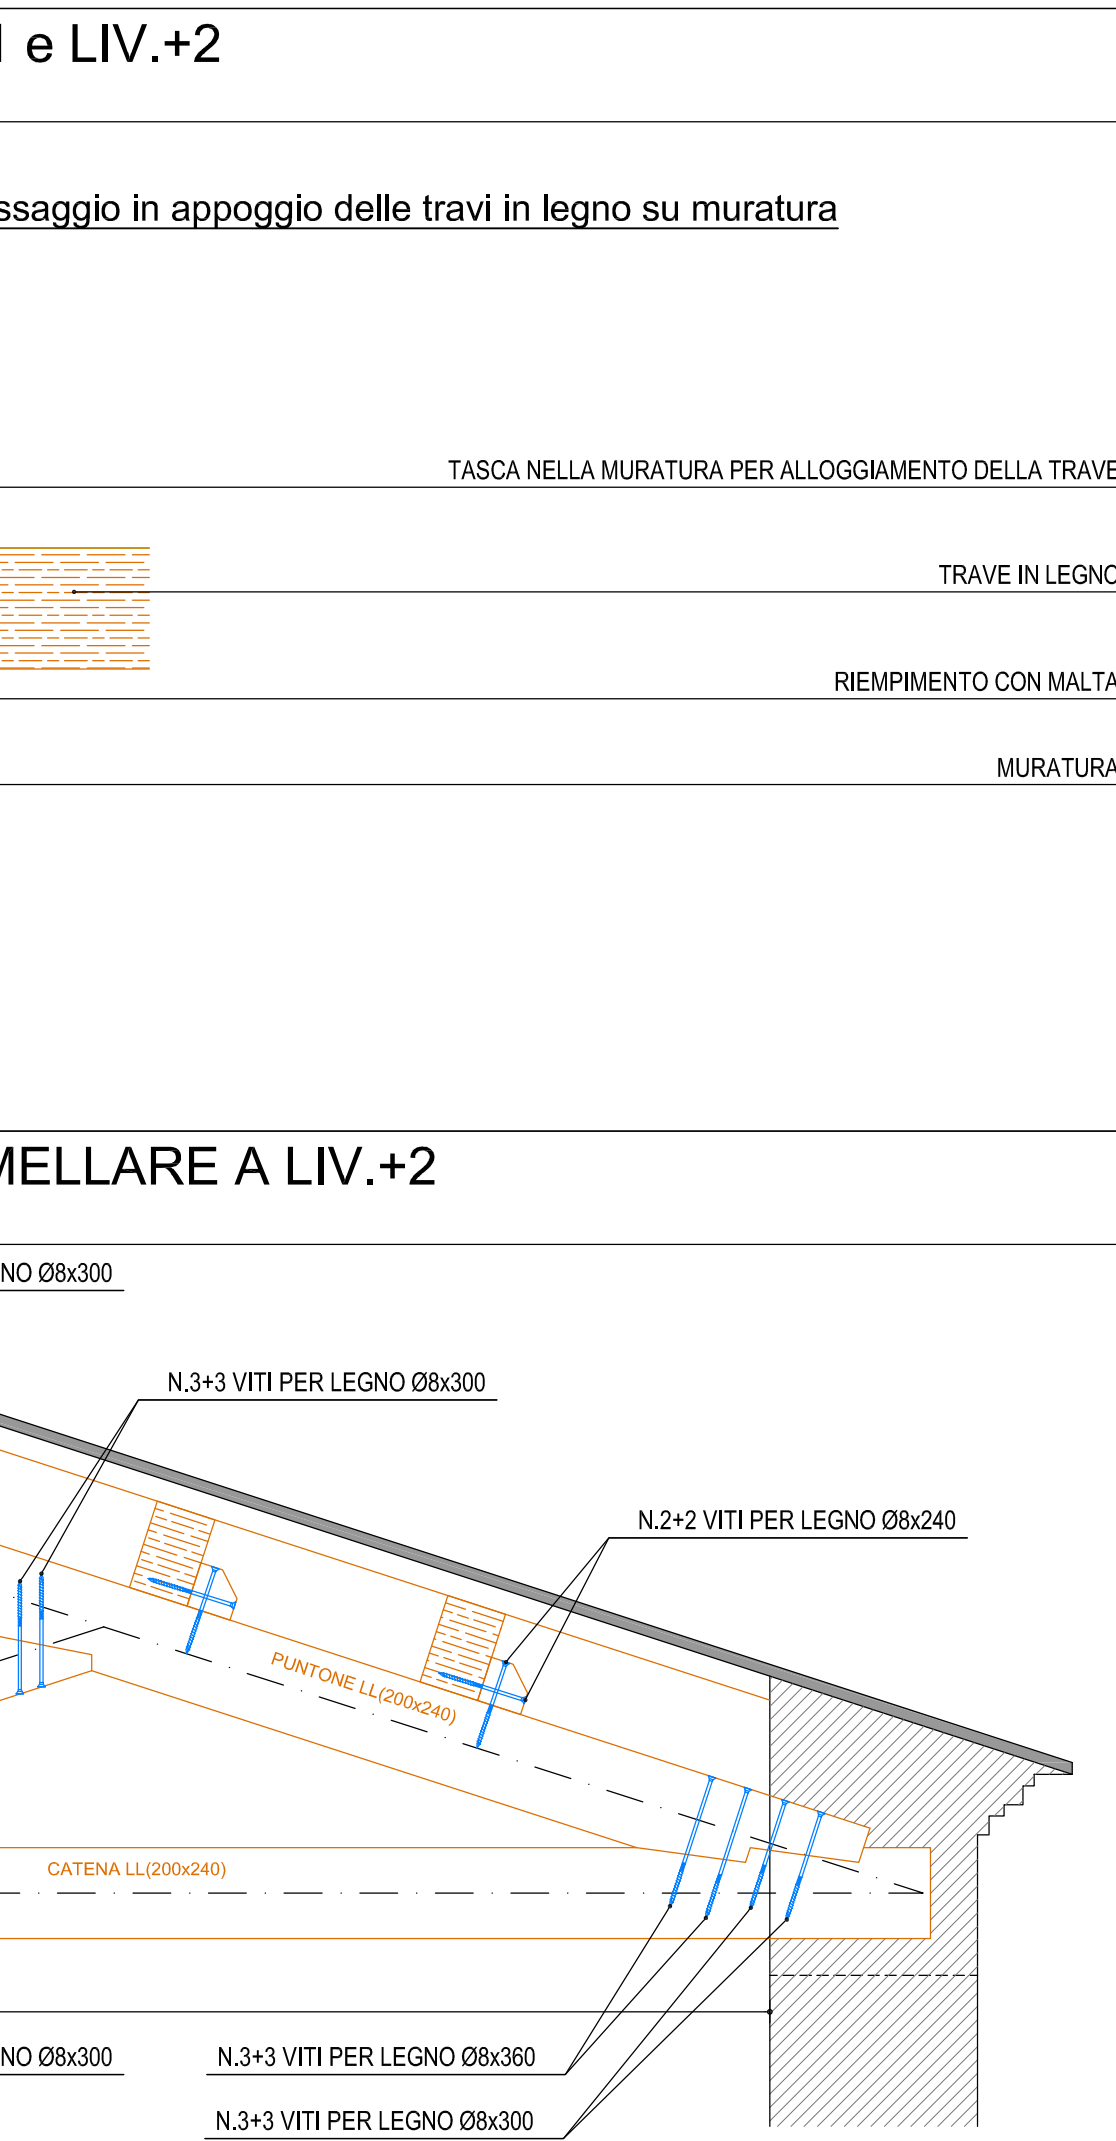 e LIV.+2
ssaggio in appoggio delle travi in legno su muratura
TASCA NELLA MURATURA PER ALLOGGIAMENTO DELLA TRAVE
TRAVE IN LEGNO
RIEMPIMENTO CON MALTA
MURATURA
MELLARE A LIV.+2
NO Ø8x300
N.3+3 VITI PER LEGNO Ø8x300
N.2+2 VITI PER LEGNO Ø8x240
PUNTONE LL(200x240)
CATENA LL(200x240)
NO Ø8x300
N.3+3 VITI PER LEGNO Ø8x360
N.3+3 VITI PER LEGNO Ø8x300